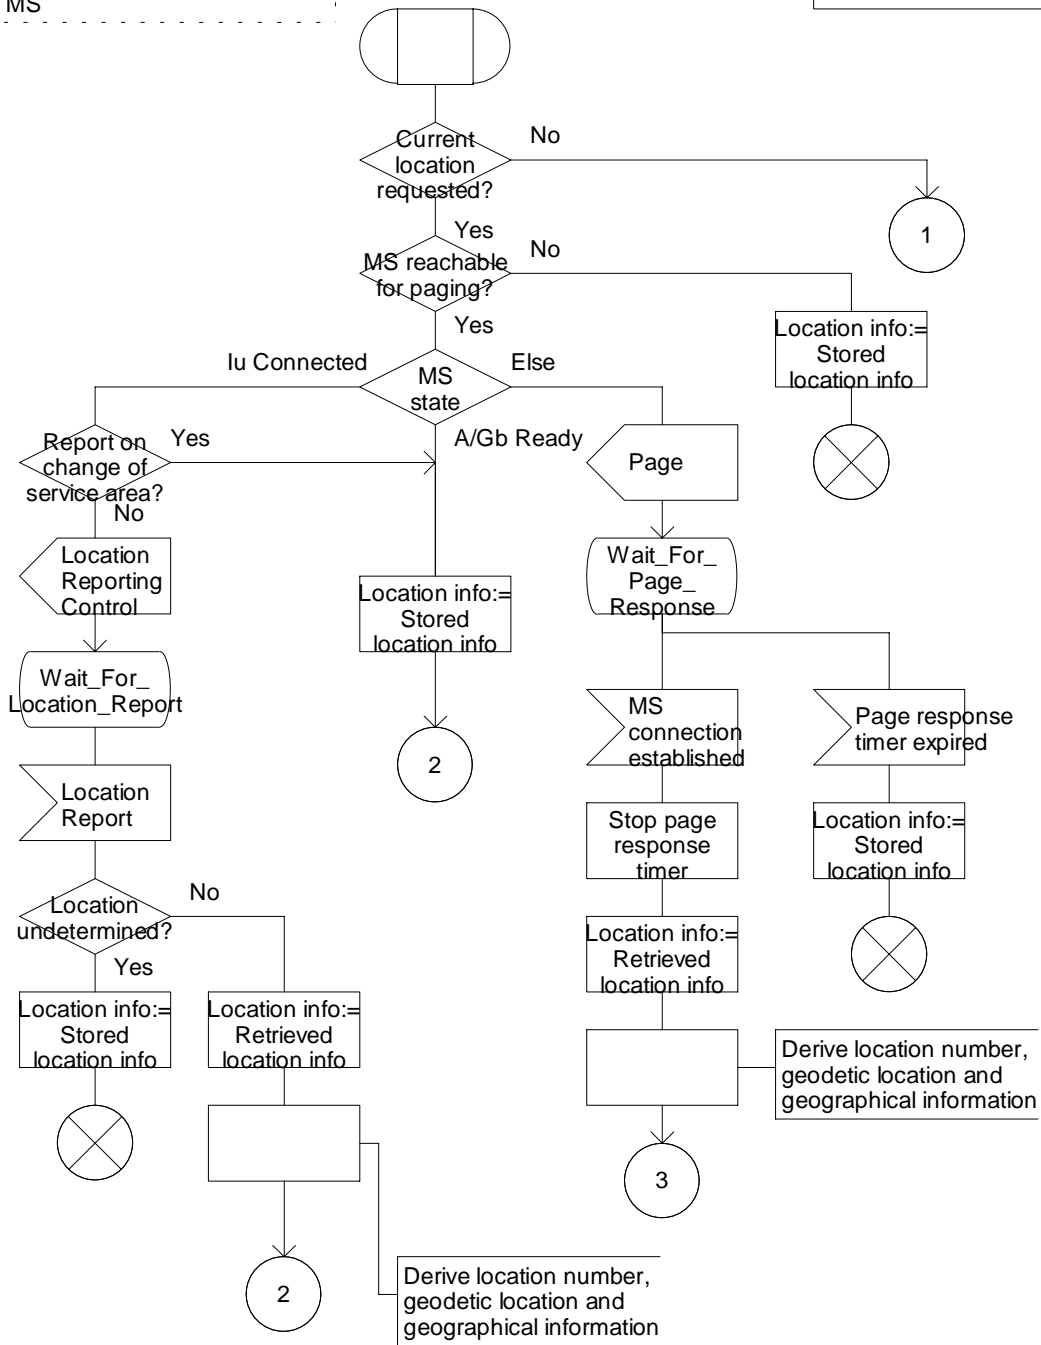 MS
Current
location
requested?
No
1
Yes
MS reachable
for paging?
No
Yes
Location info:=
Stored
location info
Iu Connected
MS
state
Else
Report on
change of
service area?
Yes
A/Gb Ready
Page
No
Location
Reporting
Control
Location info:=
Stored
location info
Wait_For_
Page_
Response
Wait_For_
Location_Report
2
MS
connection
established
Page response
timer expired
Location
Report
Stop page
response
timer
Location info:=
Stored
location info
Location
undetermined?
No
Yes
Location info:=
Retrieved
location info
Location info:=
Stored
location info
Location info:=
Retrieved
location info
Derive location number,
geodetic location and
geographical information
3
2
Derive location number,
geodetic location and
geographical information